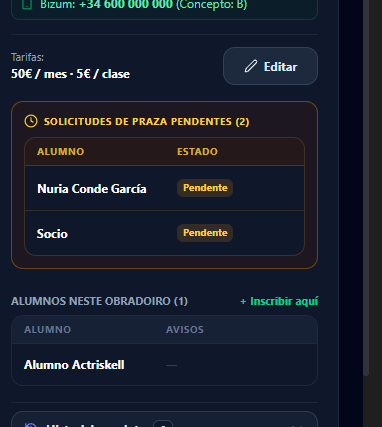 Bizum: +34 600 000 000 (Concepto: B)
Tarifas:
50€ / mes · 5€ / clase
Editar
SOLICITUDES DE PRAZA PENDENTES (2)
ALUMNO ESTADO
Nuria Conde García Pendente
Socio Pendente
ALUMNOS NESTE OBRADOIRO (1) + Inscribir aquí
ALUMNO AVISOS
Alumno Actriskell —